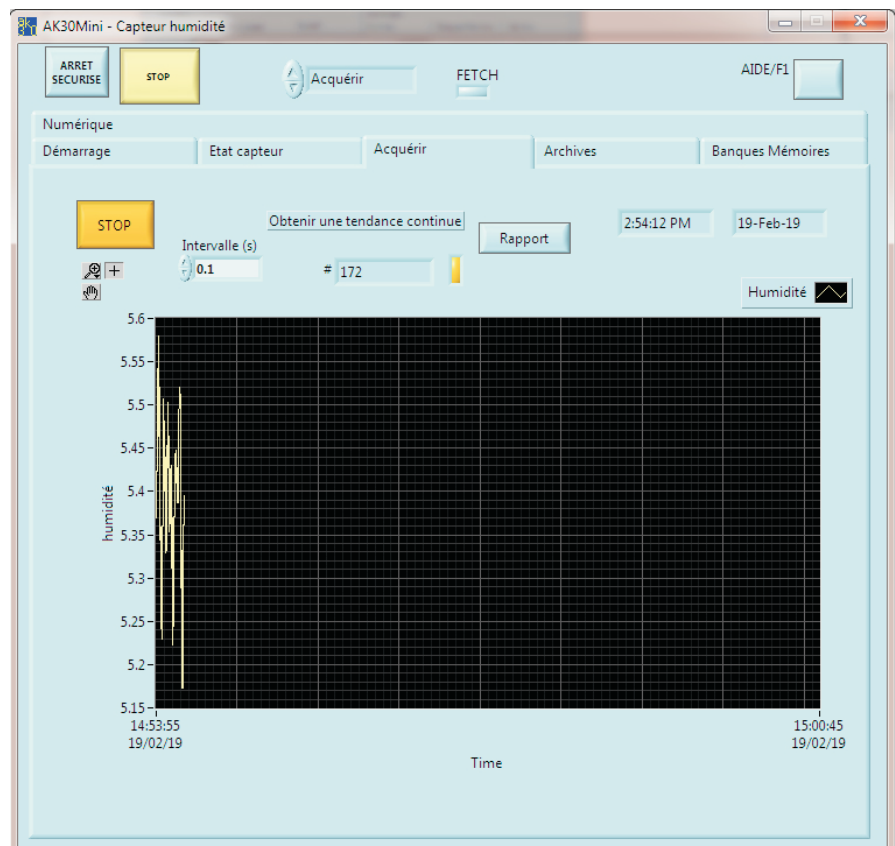 AK30Mini - Capteur humidité
ARRET
SECURISE
STOP
Acquérir
FETCH
AIDE/F1
Numérique
Démarrage
Etat capteur
Acquérir
Archives
Banques Mémoires
STOP
Obtenir une tendance continue
Rapport
2:54:12 PM
19-Feb-19
Intervalle (s)
0.1
# 172
Humidité
5.6
5.55
5.5
5.45
5.4
5.35
5.3
5.25
5.2
5.15
humidité
14:53:55
19/02/19
15:00:45
19/02/19
Time